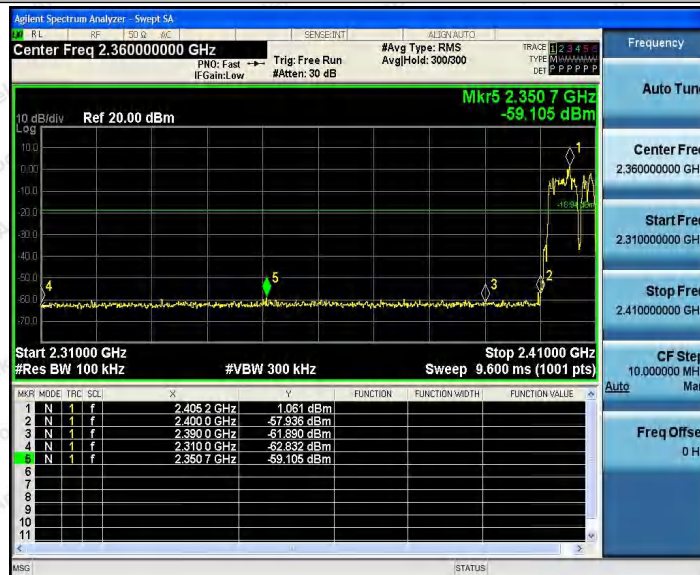 Agilent Spectrum Analyzer - Swept SA
RL RF 50 Ω AC SENSE:INT ALIGN AUTO
Center Freq 2.360000000 GHz
PNO: Fast
IFGain:Low
Trig: Free Run
#Atten: 30 dB
#Avg Type: RMS
Avg|Hold: 300/300
TRACE 1 2 3 4 5 6
TYPE M
DET P P P P P P
Mkr5 2.350 7 GHz
-59.105 dBm
10 dB/div Ref 20.00 dBm
Log
10.0
0.00
-10.0
-20.0
-30.0
-40.0
-50.0
-60.0
-70.0
1
2
3
4
5
Start 2.31000 GHz
Stop 2.41000 GHz
#Res BW 100 kHz
#VBW 300 kHz
Sweep 9.600 ms (1001 pts)
MKR MODE TRC SCL X Y FUNCTION FUNCTION WIDTH FUNCTION VALUE
1 N 1 f 2.405 2 GHz 1.061 dBm
2 N 1 f 2.400 0 GHz -57.936 dBm
3 N 1 f 2.390 0 GHz -61.890 dBm
4 N 1 f 2.310 0 GHz -62.832 dBm
5 N 1 f 2.350 7 GHz -59.105 dBm
6
7
8
9
10
11
MSG
STATUS
Frequency
Auto Tune
Center Freq
2.360000000 GH
Start Freq
2.310000000 GH
Stop Freq
2.410000000 GH
CF Step
10.000000 MH
Auto Ma
Freq Offse
0 H